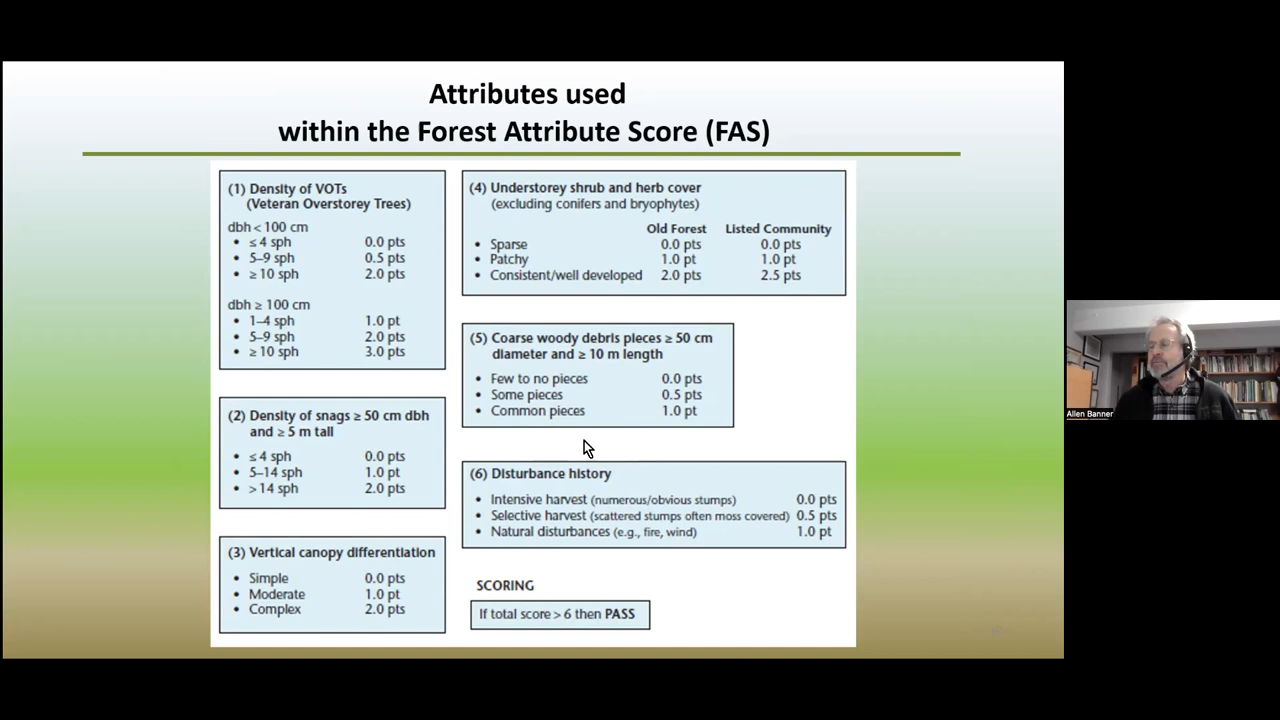 Attributes used
within the Forest Attribute Score (FAS)
(1) Density of VOTs
(Veteran Overstorey Trees)
dbh < 100 cm
• ≤ 4 sph 0.0 pts
• 5–9 sph 0.5 pts
• ≥ 10 sph 2.0 pts
dbh ≥ 100 cm
• 1–4 sph 1.0 pt
• 5–9 sph 2.0 pts
• ≥ 10 sph 3.0 pts
(2) Density of snags ≥ 50 cm dbh
and ≥ 5 m tall
• ≤ 4 sph 0.0 pts
• 5–14 sph 1.0 pt
• > 14 sph 2.0 pts
(3) Vertical canopy differentiation
• Simple 0.0 pts
• Moderate 1.0 pt
• Complex 2.0 pts
(4) Understorey shrub and herb cover
(excluding conifers and bryophytes)
Old Forest Listed Community
• Sparse 0.0 pts 0.0 pts
• Patchy 1.0 pt 1.0 pt
• Consistent/well developed 2.0 pts 2.5 pts
(5) Coarse woody debris pieces ≥ 50 cm
diameter and ≥ 10 m length
• Few to no pieces 0.0 pts
• Some pieces 0.5 pts
• Common pieces 1.0 pt
(6) Disturbance history
• Intensive harvest (numerous/obvious stumps) 0.0 pts
• Selective harvest (scattered stumps often moss covered) 0.5 pts
• Natural disturbances (e.g., fire, wind) 1.0 pt
SCORING
If total score > 6 then PASS
Allen Banner